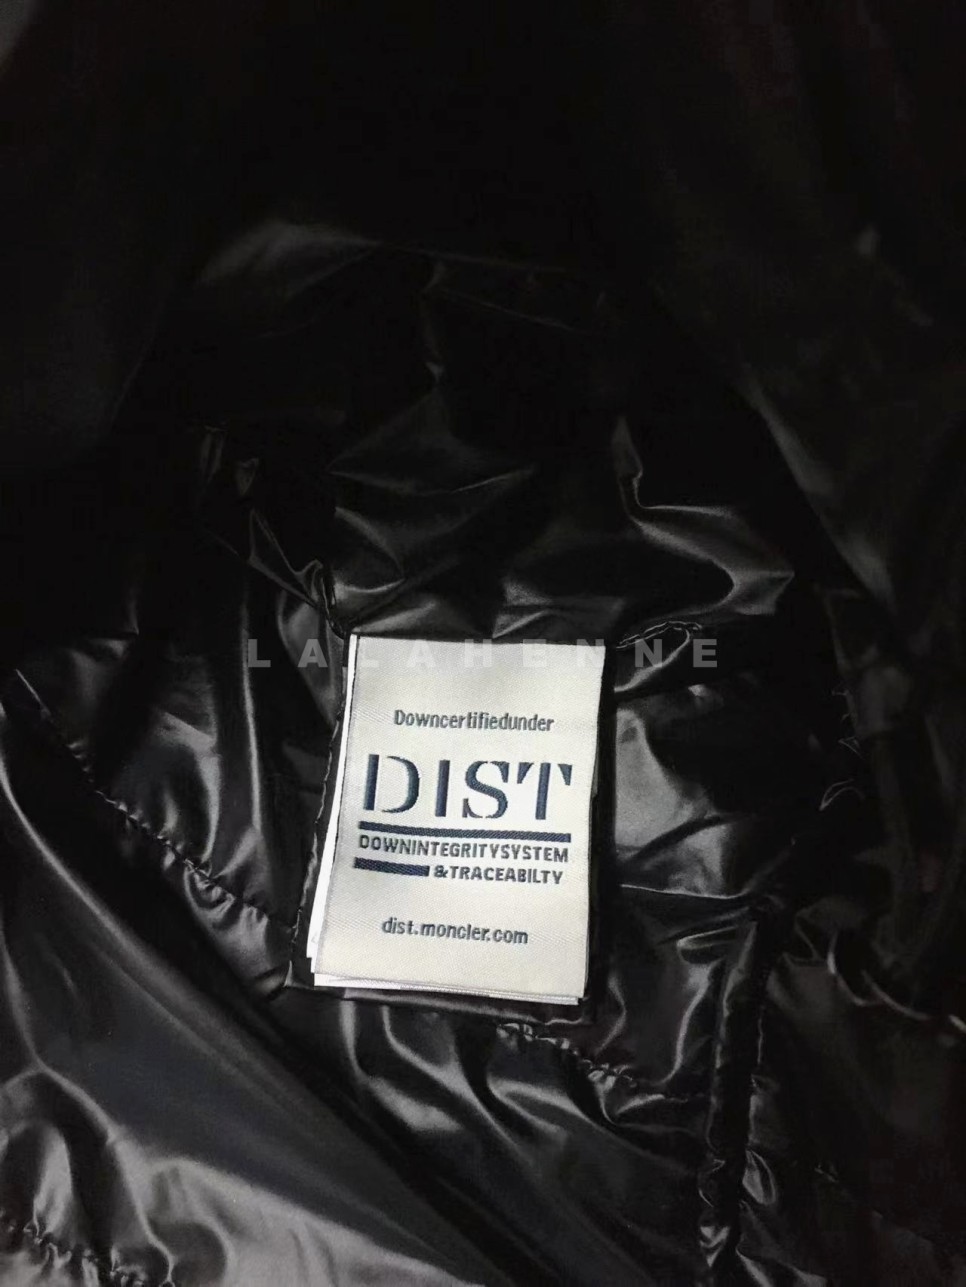 LALAHENNE
Downcertifiedunder
DIST
DOWNINTEGRITYSYSTEM
&TRACEABILTY
dist.moncler.com